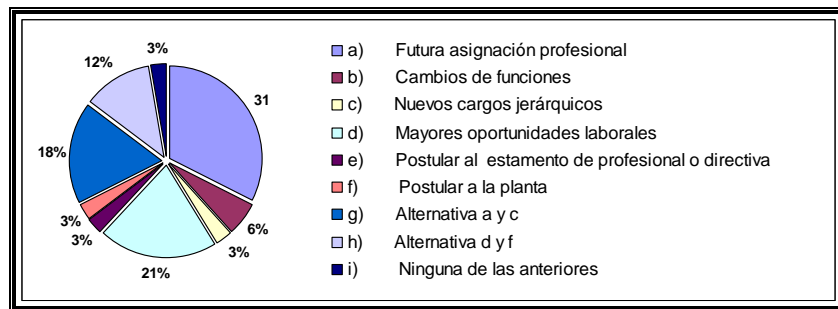 3%
12%
31
18%
6%
3%
3%
3%
21%
a) Futura asignación profesional
b) Cambios de funciones
c) Nuevos cargos jerárquicos
d) Mayores oportunidades laborales
e) Postular al estamento de profesional o directiva
f) Postular a la planta
g) Alternativa a y c
h) Alternativa d y f
i) Ninguna de las anteriores